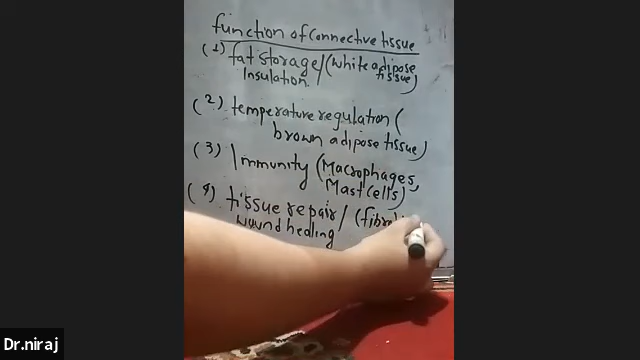 function of Connective tissue
(1) fat storage/(white adipose
tissue)
Insulation
(2) temperature regulation (
brown adipose tissue)
(3) Immunity (Macrophages,
Mast cells)
(4) tissue repair/
wound healing
Dr.niraj